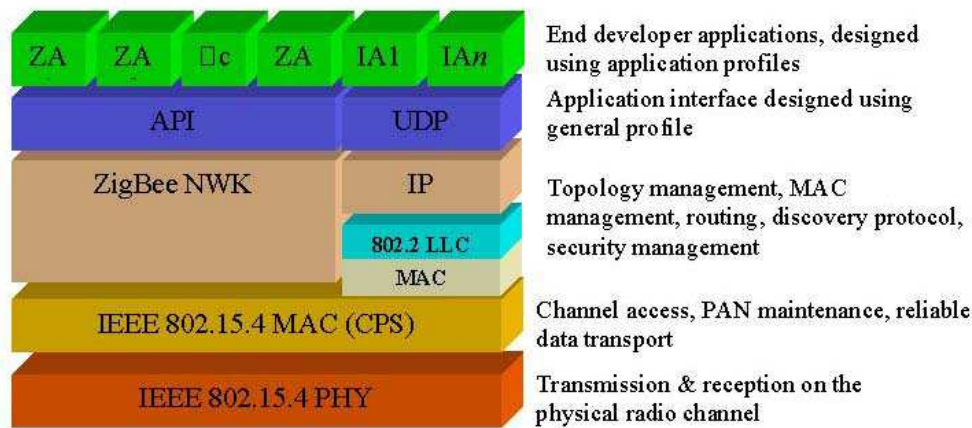 ZA ZA □c ZA IA1 IAn
End developer applications, designed
using application profiles
API UDP
Application interface designed using
general profile
ZigBee NWK IP
802.2 LLC
MAC
Topology management, MAC
management, routing, discovery protocol,
security management
IEEE 802.15.4 MAC (CPS)
Channel access, PAN maintenance, reliable
data transport
IEEE 802.15.4 PHY
Transmission & reception on the
physical radio channel